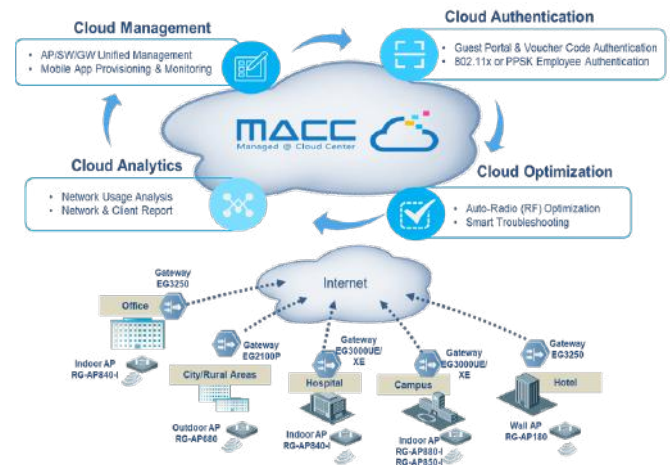 Cloud Management
• AP/SW/GW Unified Management
• Mobile App Provisioning & Monitoring
Cloud Authentication
• Guest Portal & Voucher Code Authentication
• 802.11x or PPSK Employee Authentication
MACC
Managed @ Cloud Center
Cloud Analytics
• Network Usage Analysis
• Network & Client Report
Cloud Optimization
• Auto-Radio (RF) Optimization
• Smart Troubleshooting
Internet
Gateway
EG3250
Office
Indoor AP
RG-AP840-I
Gateway
EG2100P
City/Rural Areas
Outdoor AP
RG-AP680
Gateway
EG3000UE/
XE
Hospital
Indoor AP
RG-AP840-I
Gateway
EG3000UE/
XE
Campus
Indoor AP
RG-AP880-I
RG-AP850-I
Gateway
EG3250
Hotel
Wall AP
RG-AP180